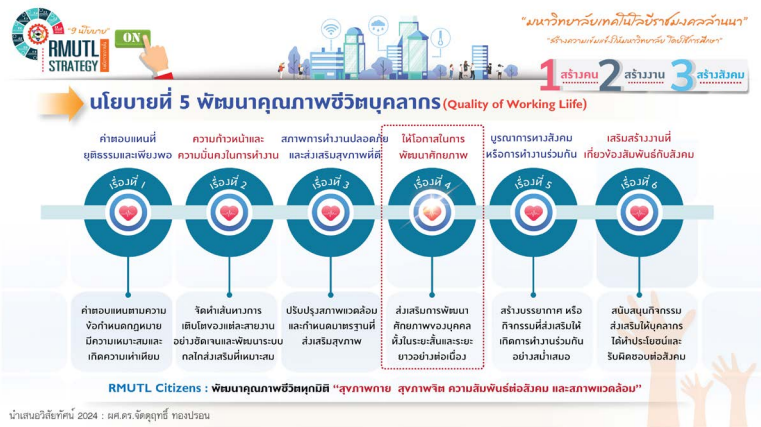 "9 นโยบาย"
RMUTL
STRATEGY
ON
"มหาวิทยาลัยเทคโนโลยีราชมงคลล้านนา"
"สร้างความเข้มแข็งให้มหาวิทยาลัย โดยใช้การศึกษา"
1 สร้างคน 2 สร้างงาน 3 สร้างสังคม
นโยบายที่ 5 พัฒนาคุณภาพชีวิตบุคลากร (Quality of Working Liife)
ค่าตอบแทนที่
ยุติธรรมและเพียงพอ
ความก้าวหน้าและ
ความมั่นคงในการทำงาน
สภาพการทำงานปลอดภัย
และส่งเสริมสุขภาพที่ดี
ให้โอกาสในการ
พัฒนาศักยภาพ
บูรณาการทางสังคม
หรือการทำงานร่วมกัน
เสริมสร้างงานที่
เกี่ยวข้องสัมพันธ์กับสังคม
เรื่องที่ 1
เรื่องที่ 2
เรื่องที่ 3
เรื่องที่ 4
เรื่องที่ 5
เรื่องที่ 6
ค่าตอบแทนตามความ
ข้อกำหนดกฎหมาย
มีความเหมาะสมและ
เกิดความเท่าเทียม
จัดทำเส้นทางการ
เติบโตของแต่ละสายงาน
อย่างชัดเจนและพัฒนาระบบ
กลไกส่งเสริมที่เหมาะสม
ปรับปรุงสภาพแวดล้อม
และกำหนดมาตรฐานที่
ส่งเสริมสุขภาพ
ส่งเสริมการพัฒนา
ศักยภาพของบุคคล
ทั้งในระยะสั้นและระยะ
ยาวอย่างต่อเนื่อง
สร้างบรรยากาศ หรือ
กิจกรรมที่ส่งเสริมให้
เกิดการทำงานร่วมกัน
อย่างสม่ำเสมอ
สนับสนุนกิจกรรม
ส่งเสริมให้บุคลากร
ได้ทำประโยชน์และ
รับผิดชอบต่อสังคม
RMUTL Citizens : พัฒนาคุณภาพชีวิตทุกมิติ "สุขภาพกาย สุขภาพจิต ความสัมพันธ์ต่อสังคม และสภาพแวดล้อม"
นำเสนอวิสัยทัศน์ 2024 : ผศ.ดร.จัตตุฤทธิ์ ทองปรอน